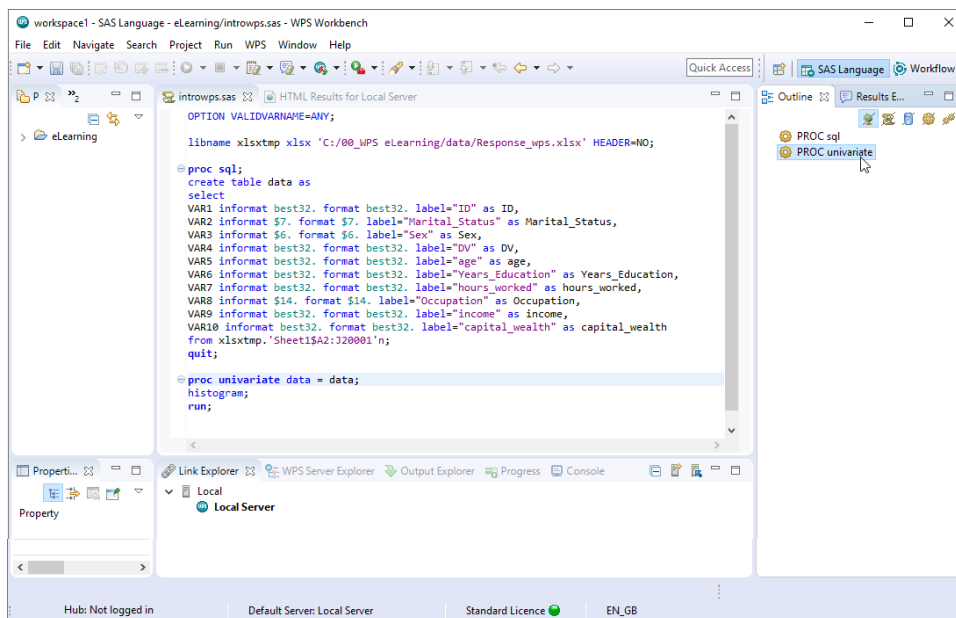 workspace1 - SAS Language - eLearning/introwps.sas - WPS Workbench
File Edit Navigate Search Project Run WPS Window Help
Quick Access
SAS Language
Workflow
P
2
introwps.sas
HTML Results for Local Server
Outline
Results E...
eLearning
PROC sql
PROC univariate
OPTION VALIDVARNAME=ANY;
libname xlsxtmp xlsx 'C:/00_WPS eLearning/data/Response_wps.xlsx' HEADER=NO;
proc sql;
create table data as
select
VAR1 informat best32. format best32. label="ID" as ID,
VAR2 informat $7. format $7. label="Marital_Status" as Marital_Status,
VAR3 informat $6. format $6. label="Sex" as Sex,
VAR4 informat best32. format best32. label="DV" as DV,
VAR5 informat best32. format best32. label="age" as age,
VAR6 informat best32. format best32. label="Years_Education" as Years_Education,
VAR7 informat best32. format best32. label="hours_worked" as hours_worked,
VAR8 informat $14. format $14. label="Occupation" as Occupation,
VAR9 informat best32. format best32. label="income" as income,
VAR10 informat best32. format best32. label="capital_wealth" as capital_wealth
from xlsxtmp.'Sheet1$A2:J20001'n;
quit;
proc univariate data = data;
histogram;
run;
Properti...
Property
Link Explorer
WPS Server Explorer
Output Explorer
Progress
Console
Local
WPS Local Server
Hub: Not logged in
Default Server: Local Server
Standard Licence
EN_GB